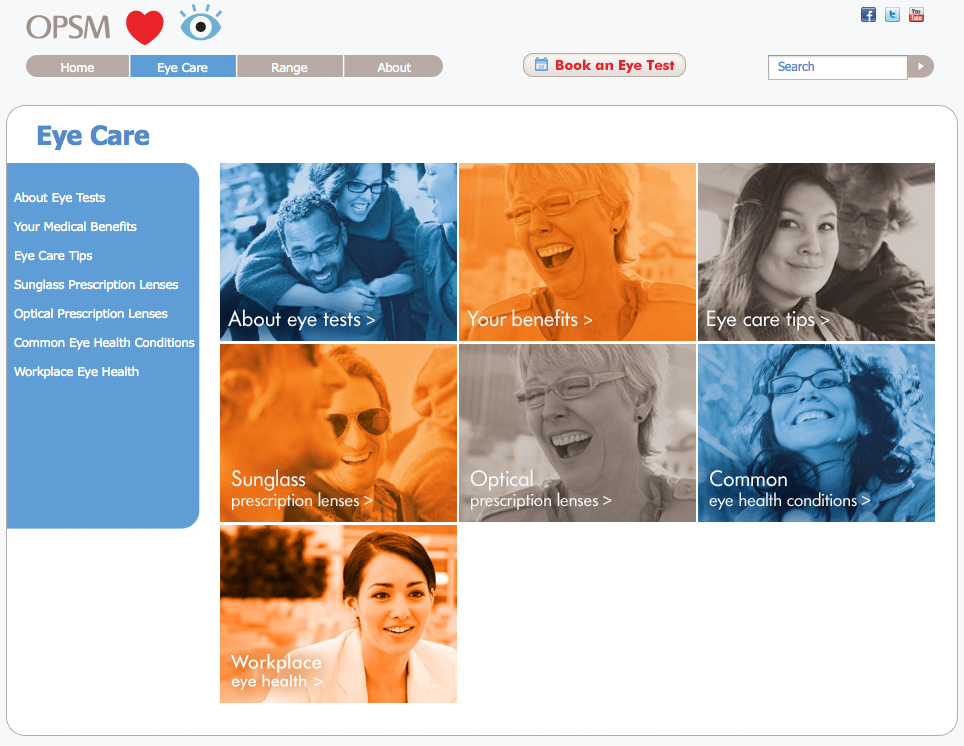 OPSM
Home
Eye Care
Range
About
Book an Eye Test
Search
Eye Care
About Eye Tests
Your Medical Benefits
Eye Care Tips
Sunglass Prescription Lenses
Optical Prescription Lenses
Common Eye Health Conditions
Workplace Eye Health
About eye tests >
Your benefits >
Eye care tips >
Sunglass
prescription lenses >
Optical
prescription lenses >
Common
eye health conditions >
Workplace
eye health >